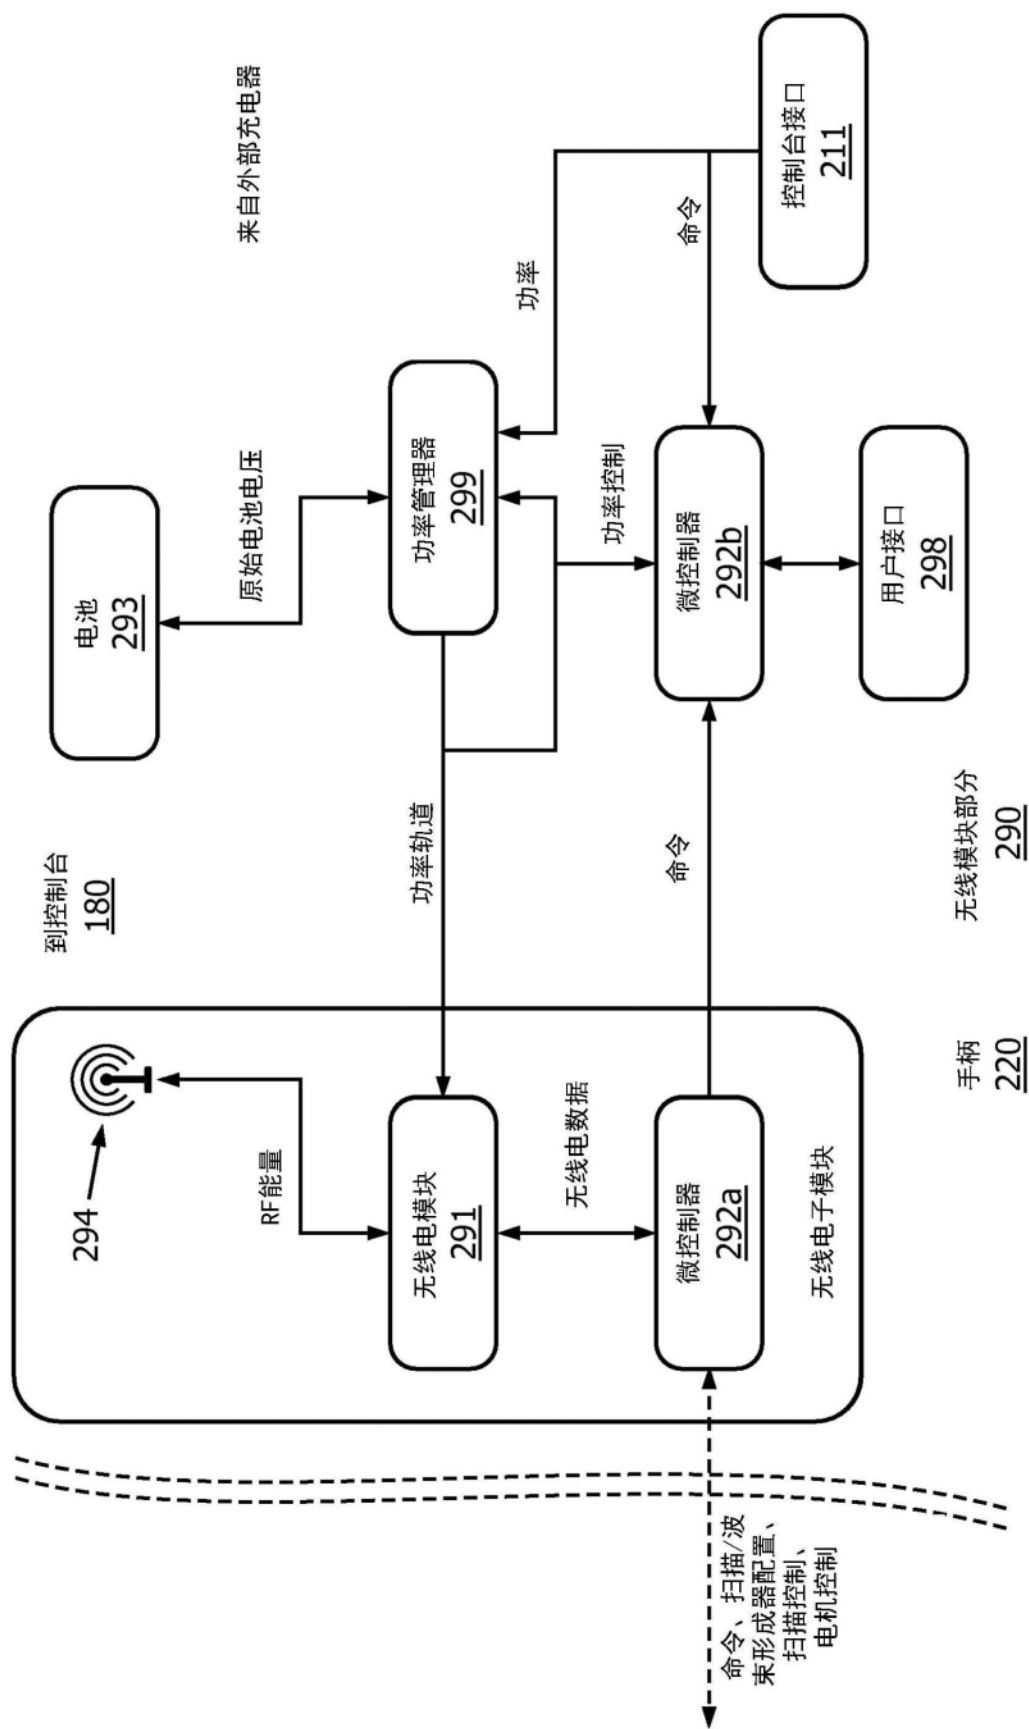 到控制台
180
294
RF能量
电池
293
原始电池电压
来自外部充电器
无线电模块
291
功率轨道
功率管理器
299
功率
无线电数据
功率控制
命令、扫描/波
束形成器配置、
扫描控制、
电机控制
微控制器
292a
命令
微控制器
292b
命令
控制台接口
211
无线电子模块
用户接口
298
手柄
220
无线模块部分
290